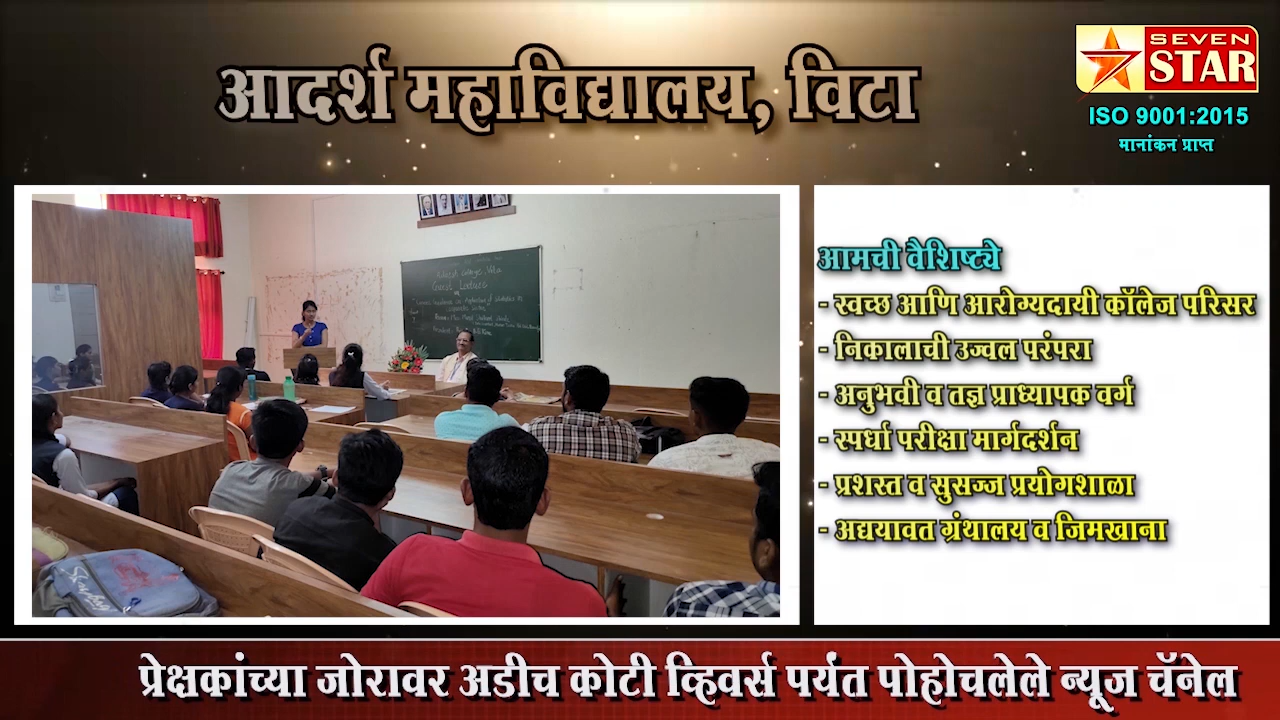 आदर्श महाविद्यालय, विटा
SEVEN
STAR
ISO 9001:2015
मानांकन प्राप्त
Guest Lecture
आमची वैशिष्ट्ये
- स्वच्छ आणि आरोग्यदायी कॉलेज परिसर
- निकालाची उज्वल परंपरा
- अनुभवी व तज्ञ प्राध्यापक वर्ग
- स्पर्धा परीक्षा मार्गदर्शन
- प्रशस्त व सुसज्ज प्रयोगशाळा
- अद्ययावत ग्रंथालय व जिमखाना
प्रेक्षकांच्या जोरावर अडीच कोटी व्हिवर्स पर्यंत पोहोचलेले न्यूज चॅनेल